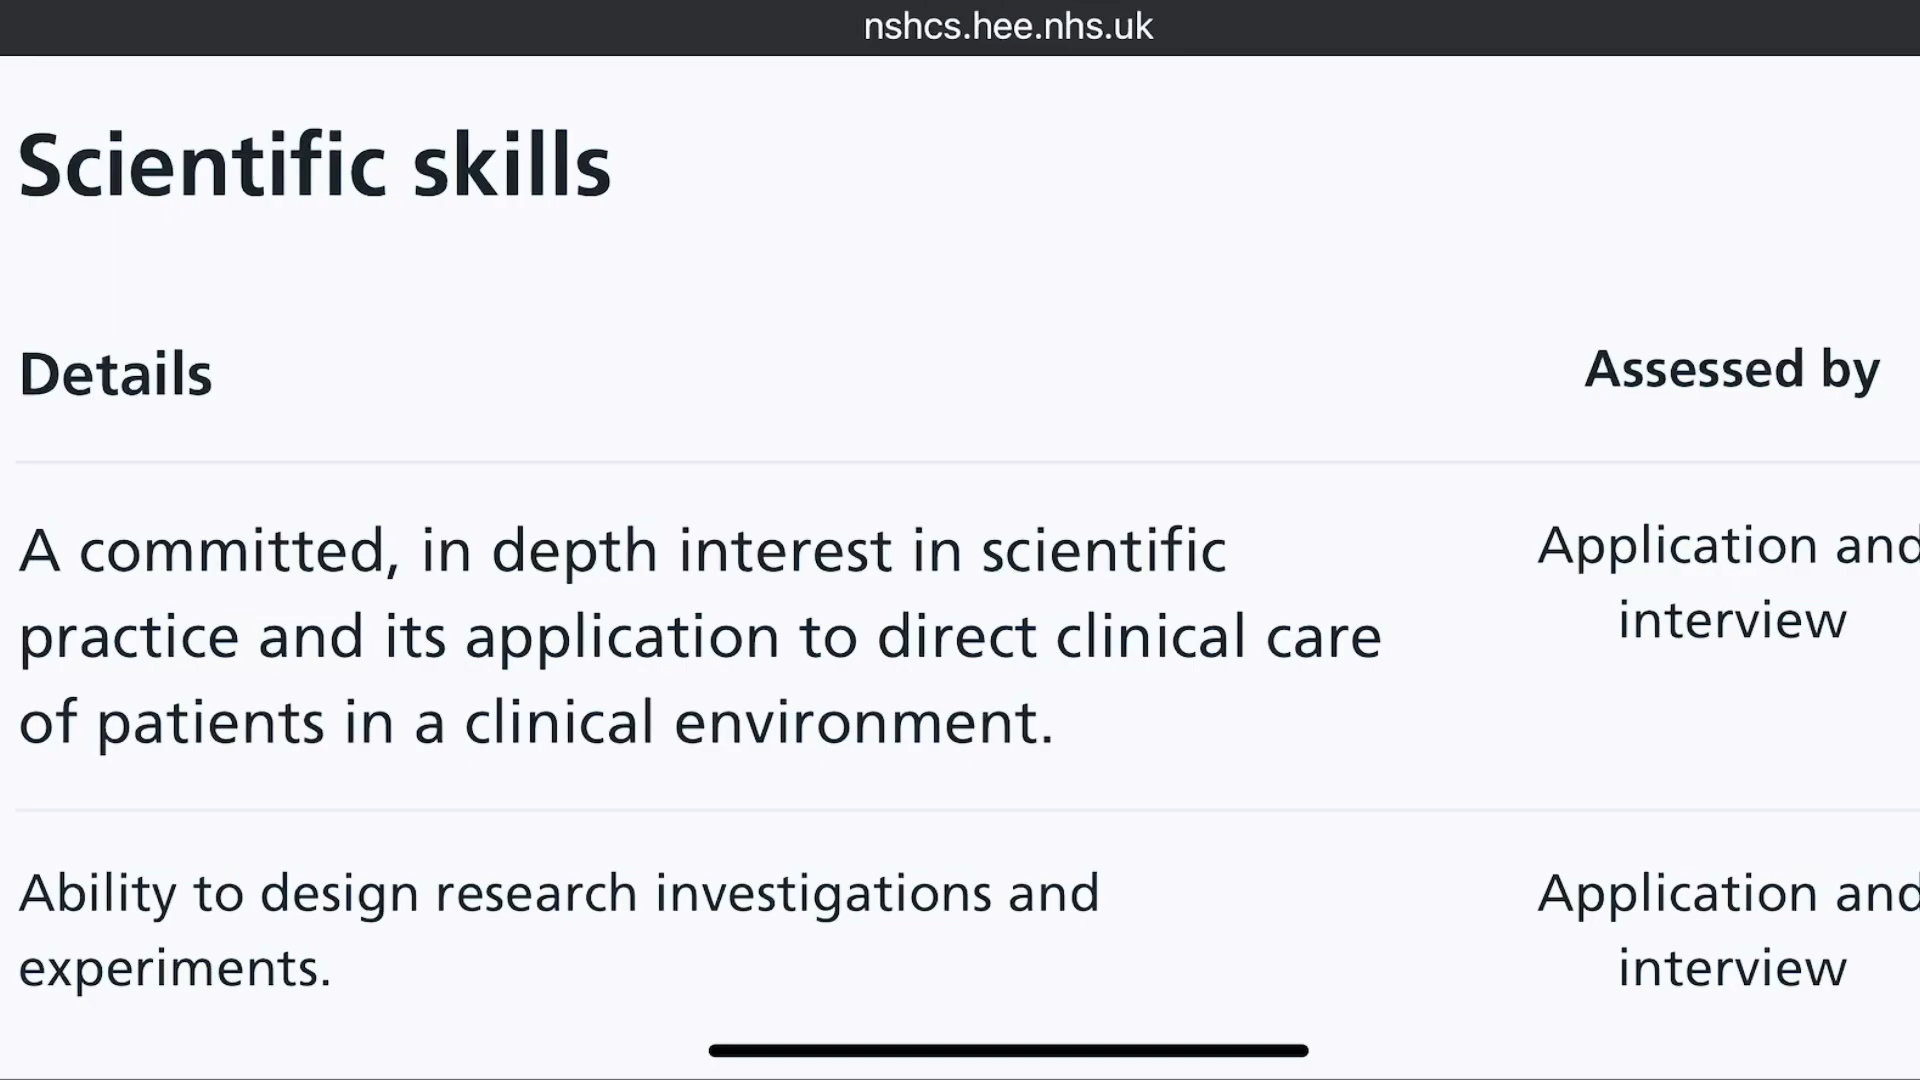 nshcs.hee.nhs.uk
Scientific skills
Details
Assessed by
A committed, in depth interest in scientific
practice and its application to direct clinical care
of patients in a clinical environment.
Application and
interview
Ability to design research investigations and
experiments.
Application and
interview